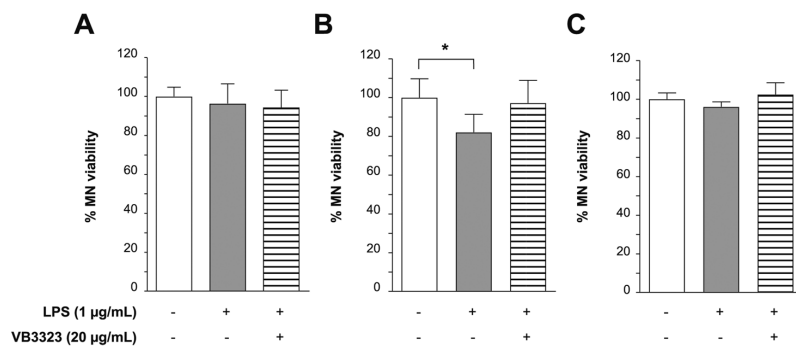 A
% MN viability
120
100
80
60
40
20
0
B
*
% MN viability
120
100
80
60
40
20
0
C
% MN viability
120
100
80
60
40
20
0
LPS (1 µg/mL) - + + - + + - + +
VB3323 (20 µg/mL) - - + - - + - - +